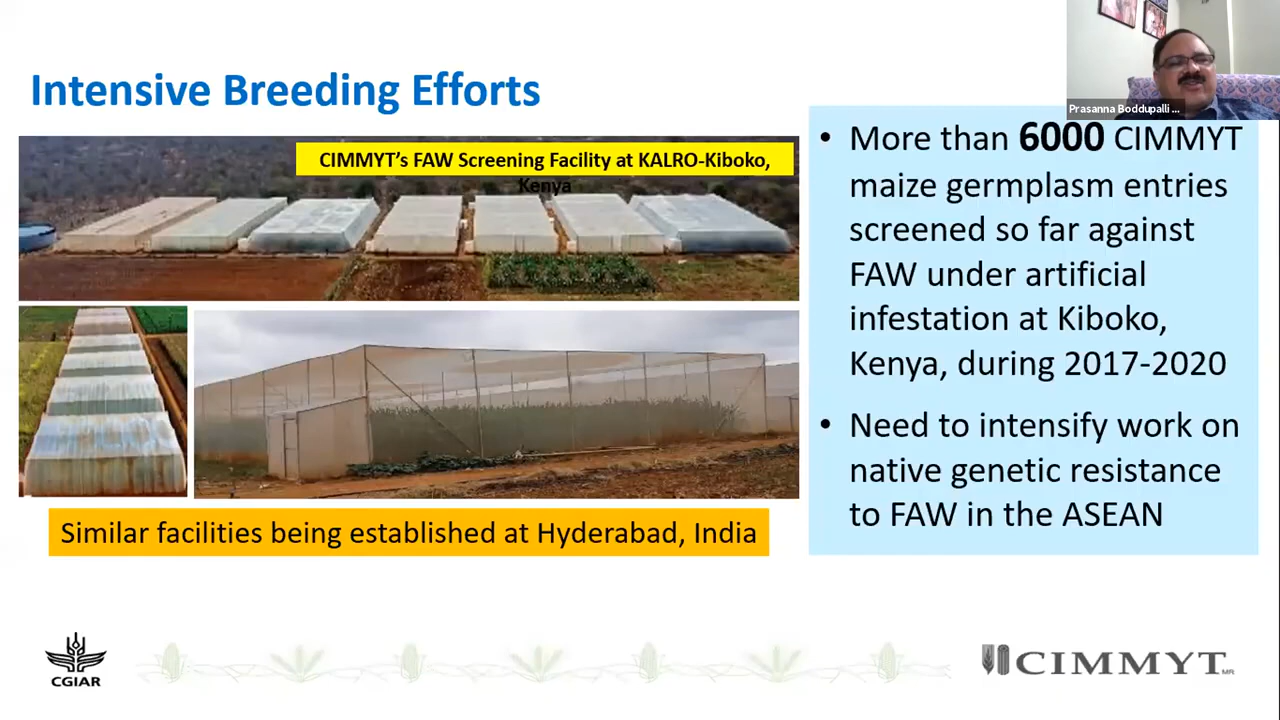 Prasanna Boddupalli ...
Intensive Breeding Efforts
CIMMYT's FAW Screening Facility at KALRO-Kiboko,
Kenya
• More than 6000 CIMMYT
maize germplasm entries
screened so far against
FAW under artificial
infestation at Kiboko,
Kenya, during 2017-2020
• Need to intensify work on
native genetic resistance
to FAW in the ASEAN
Similar facilities being established at Hyderabad, India
CGIAR
CIMMYT